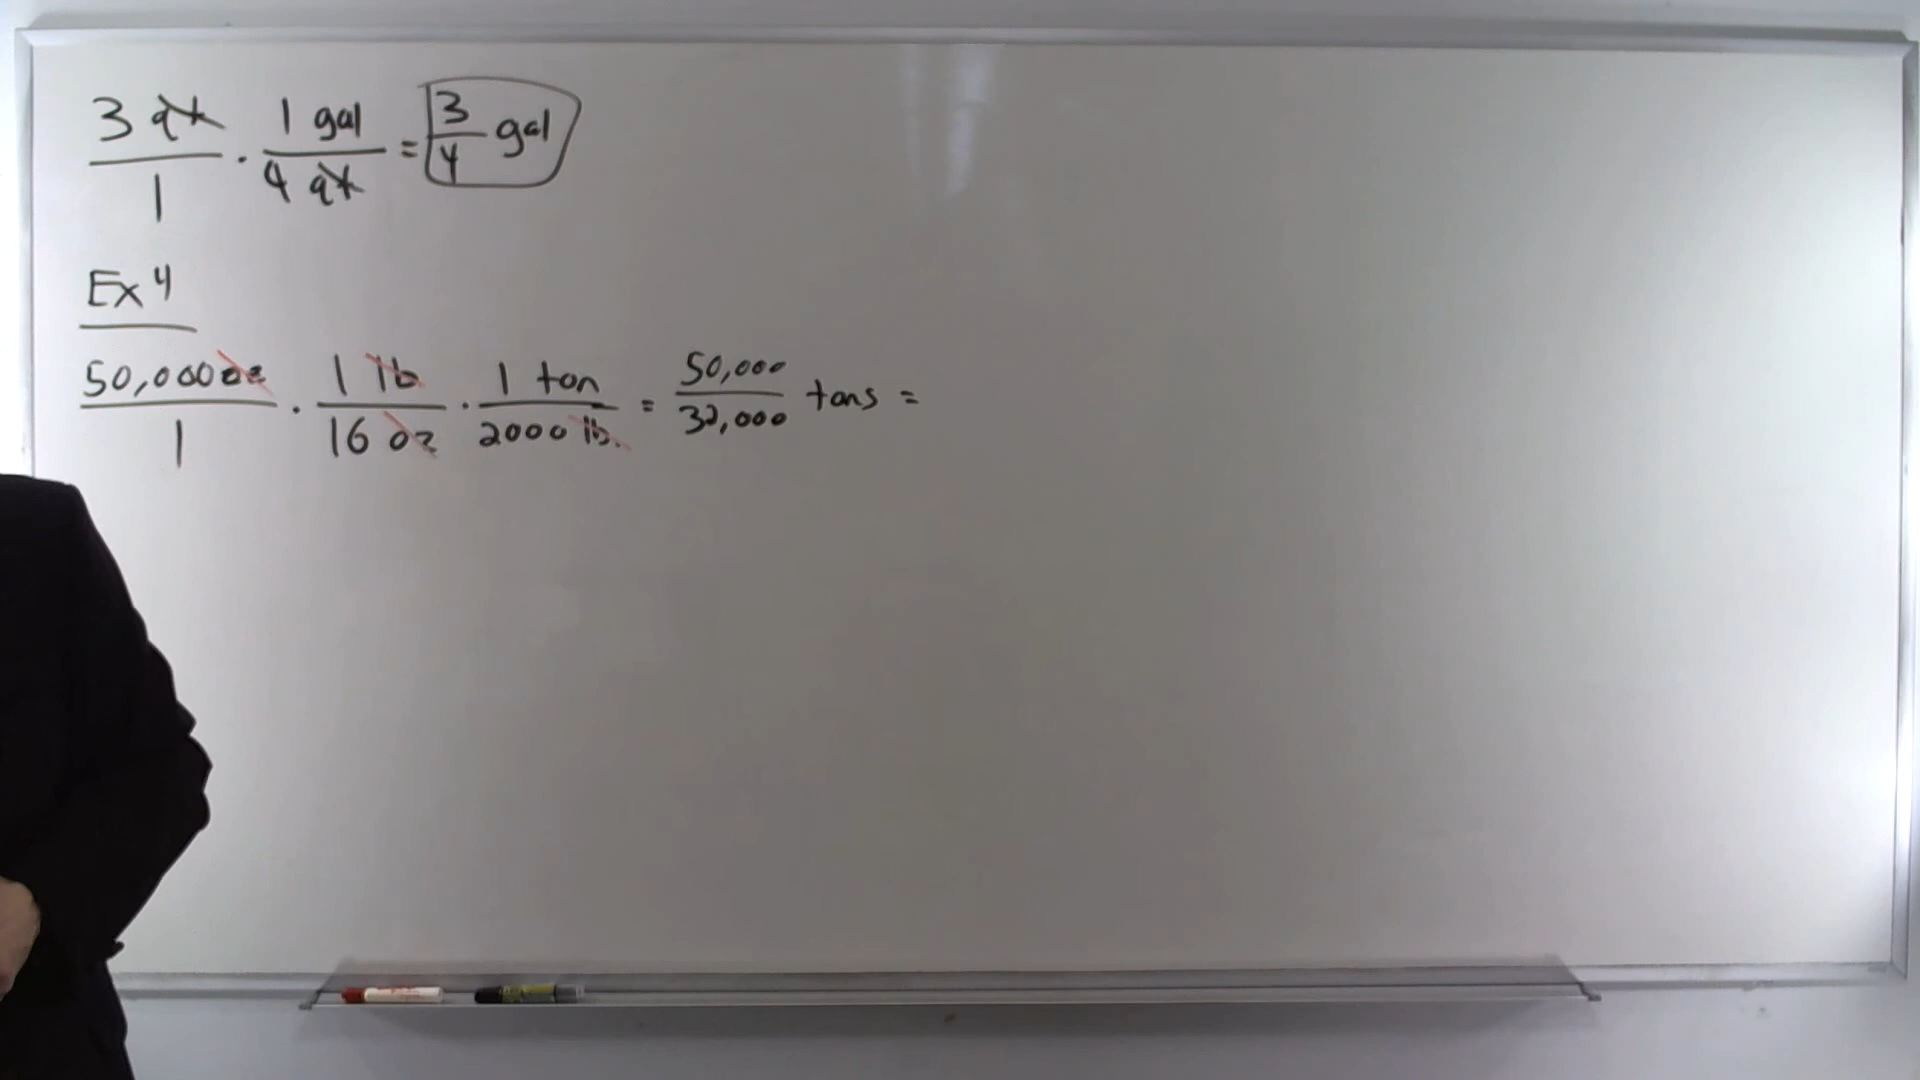 3 qt/1 · 1 gal/4 qt = 3/4 gal
Ex 4
50,000 oz/1 · 1 lb/16 oz · 1 ton/2000 lb. = 50,000/32,000 tons =